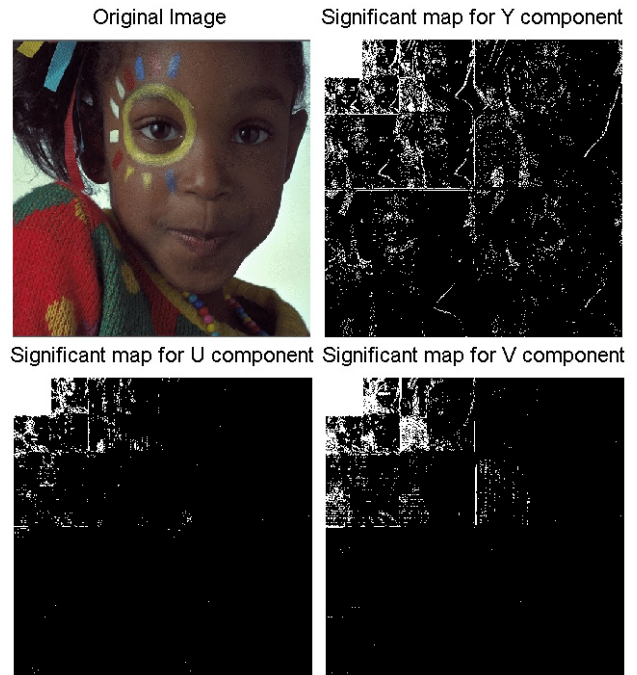 Original Image
Significant map for Y component
Significant map for U component
Significant map for V component